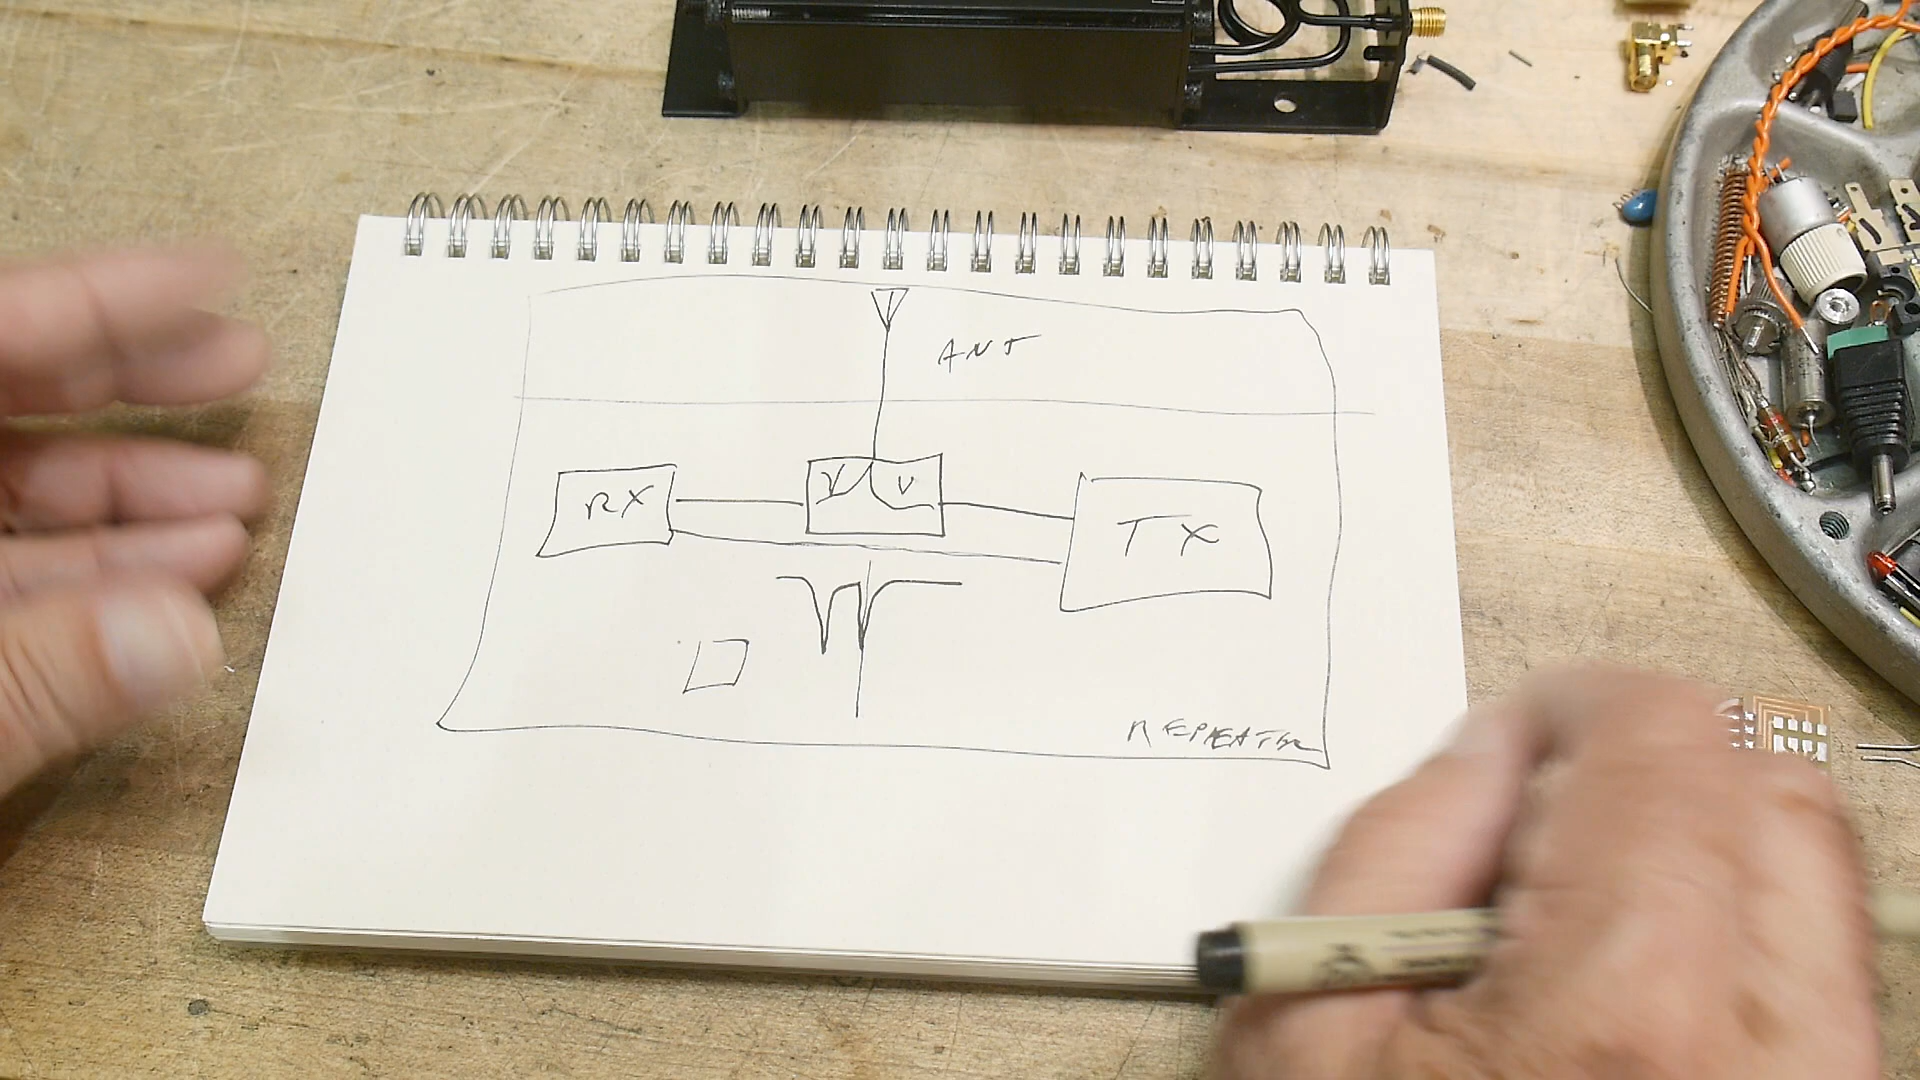 ANT
RX
V V
TX
REPEATER